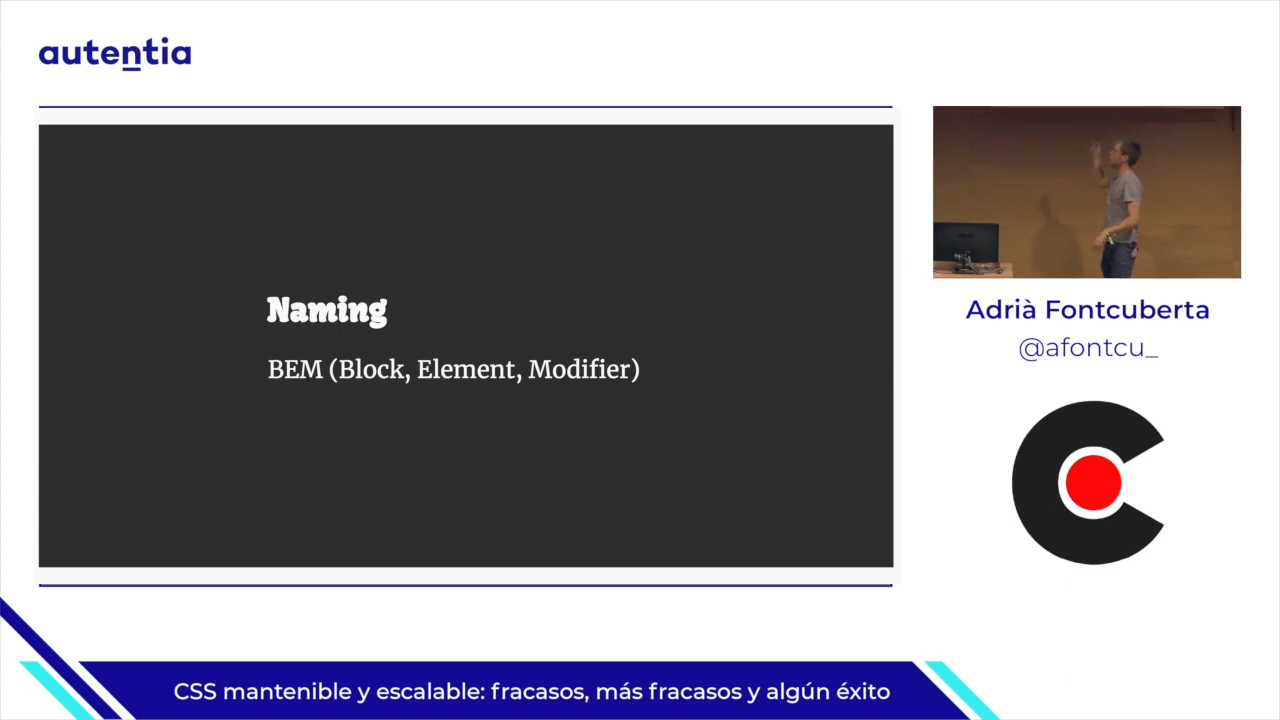 autentia
Naming
BEM (Block, Element, Modifier)
Adrià Fontcuberta
@afontcu_
CSS mantenible y escalable: fracasos, más fracasos y algún éxito